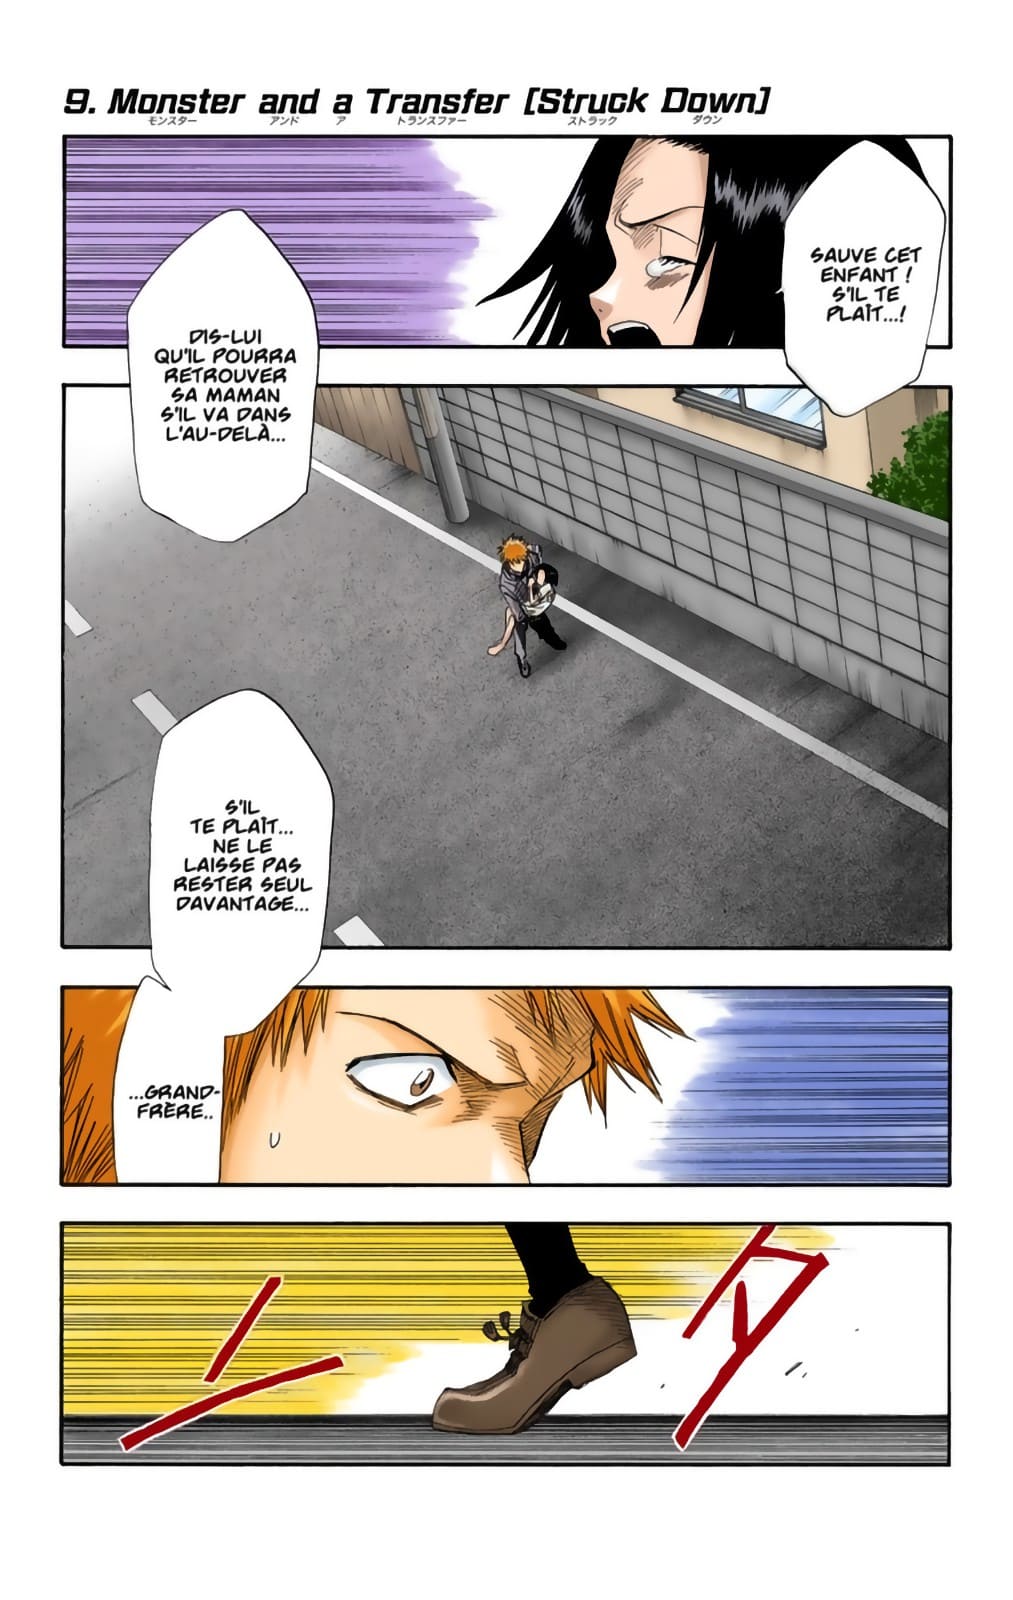 9. Monster and a Transfer [Struck Down]
モンスター アンド ア トランスファー ストラック ダウン
SAUVE CET
ENFANT !
S'IL TE
PLAÎT...!
DIS-LUI
QU'IL POURRA
RETROUVER
SA MAMAN
S'IL VA DANS
L'AU-DELÀ...
S'IL
TE PLAÎT...
NE LE
LAISSE PAS
RESTER SEUL
DAVANTAGE...
...GRAND-
FRÈRE..
タ
ン